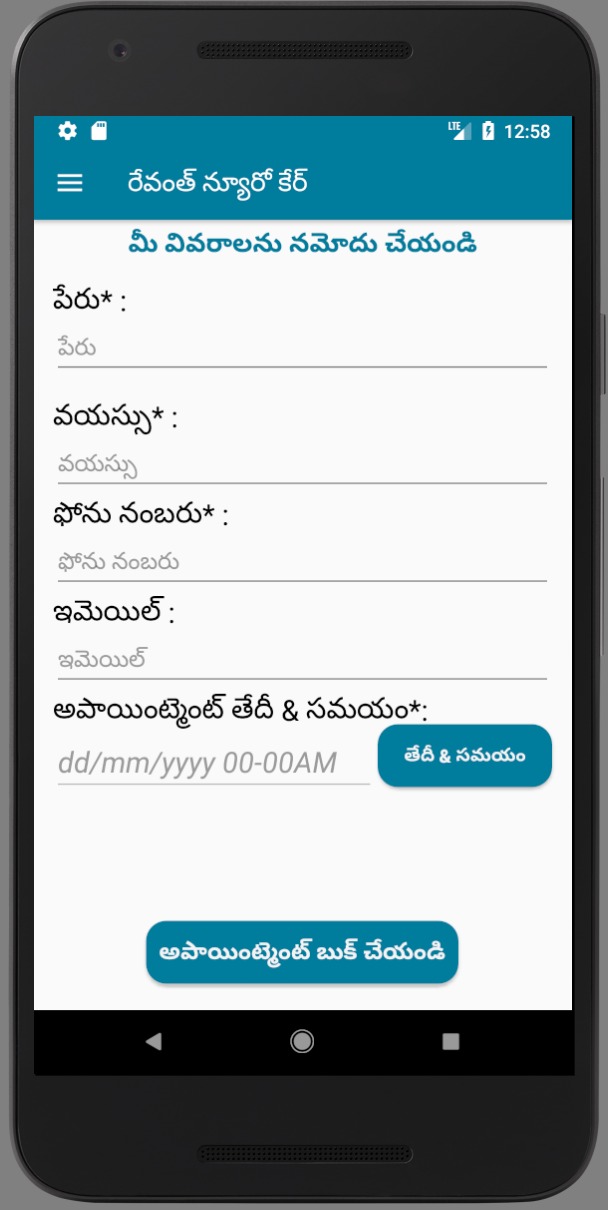 LTE 12:58
రేవంత్ న్యూరో కేర్
మీ వివరాలను నమోదు చేయండి
పేరు* :
పేరు
వయస్సు* :
వయస్సు
ఫోను నంబరు* :
ఫోను నంబరు
ఇమెయిల్ :
ఇమెయిల్
అపాయింట్మెంట్ తేదీ & సమయం*:
dd/mm/yyyy 00-00AM
తేదీ & సమయం
అపాయింట్మెంట్ బుక్ చేయండి